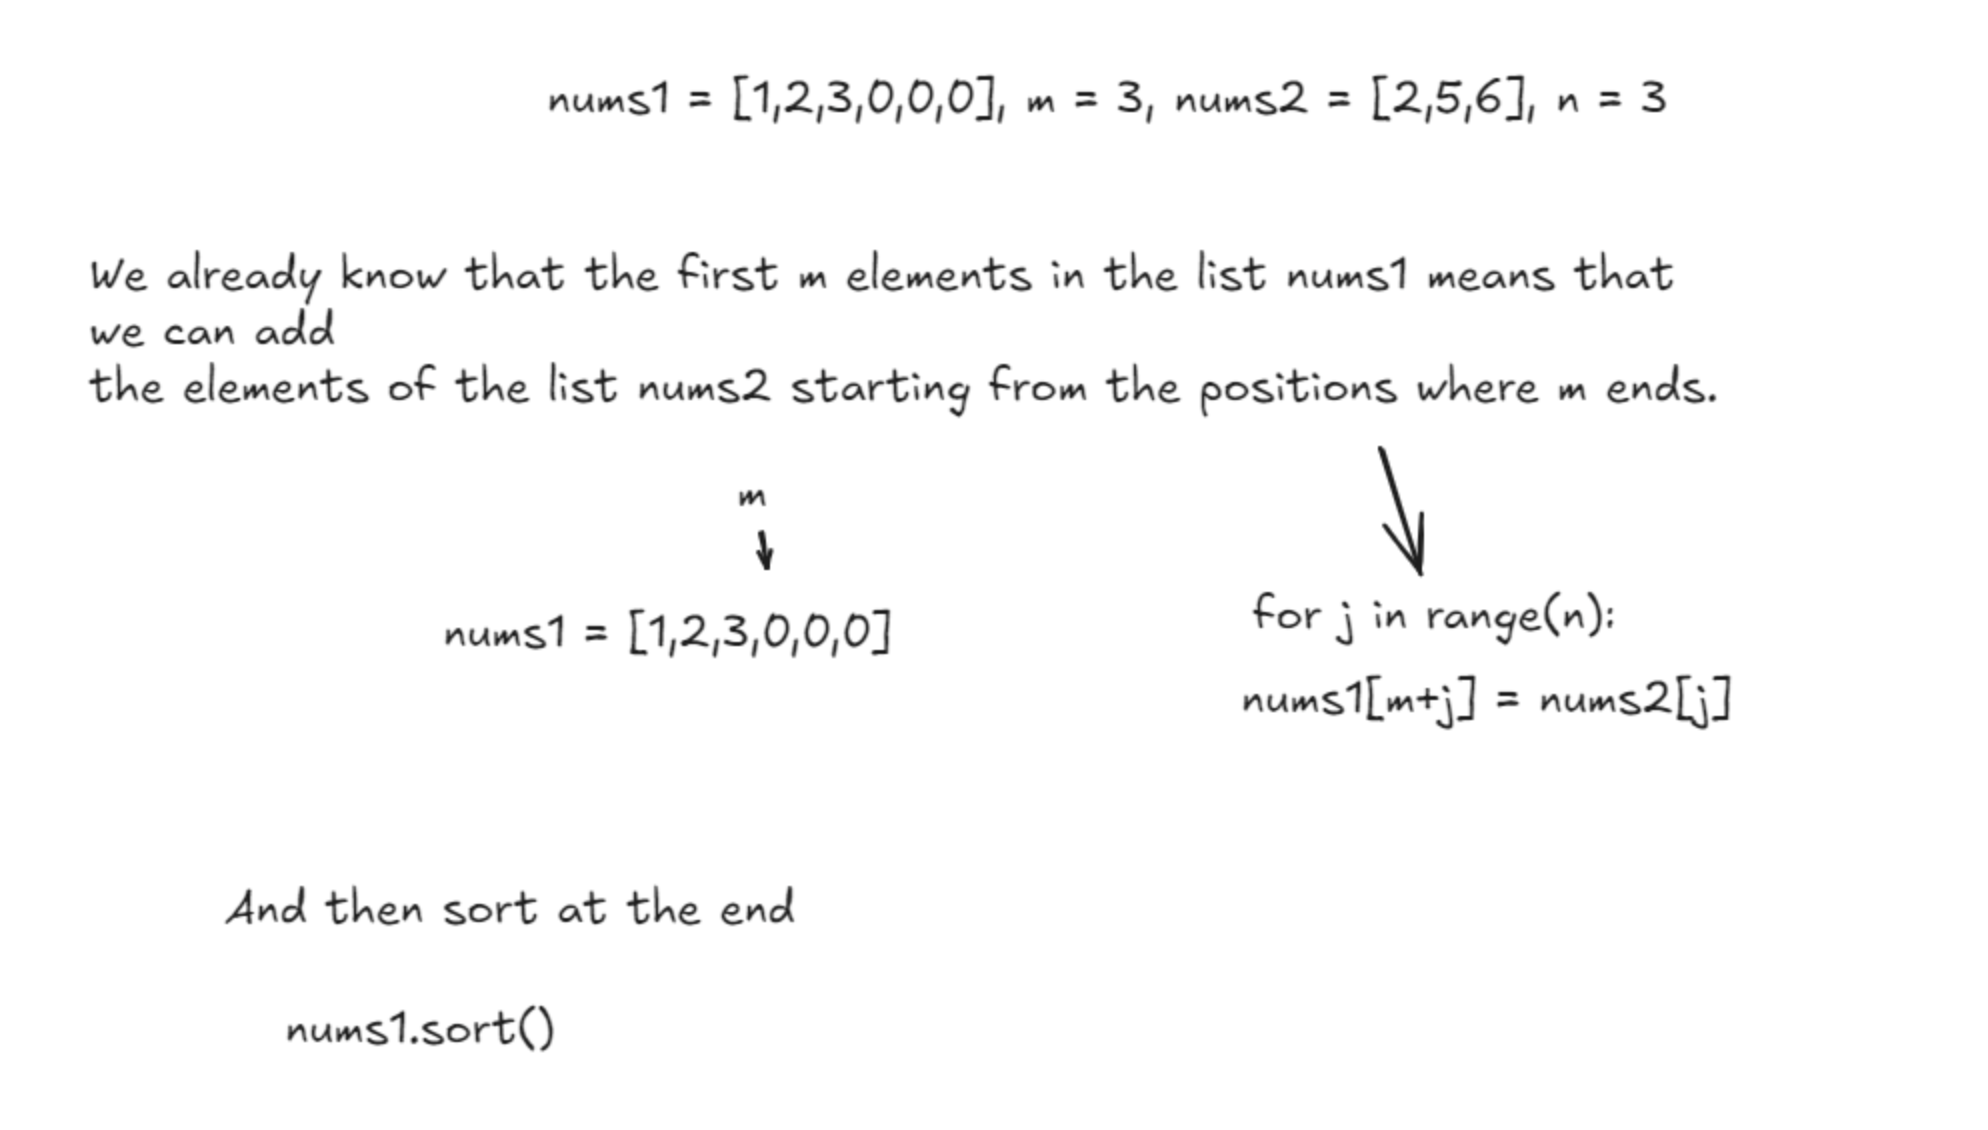 nums1 = [1,2,3,0,0,0], m = 3, nums2 = [2,5,6], n = 3
We already know that the first m elements in the list nums1 means that
we can add
the elements of the list nums2 starting from the positions where m ends.
m
nums1 = [1,2,3,0,0,0]
for j in range(n):
nums1[m+j] = nums2[j]
And then sort at the end
nums1.sort()